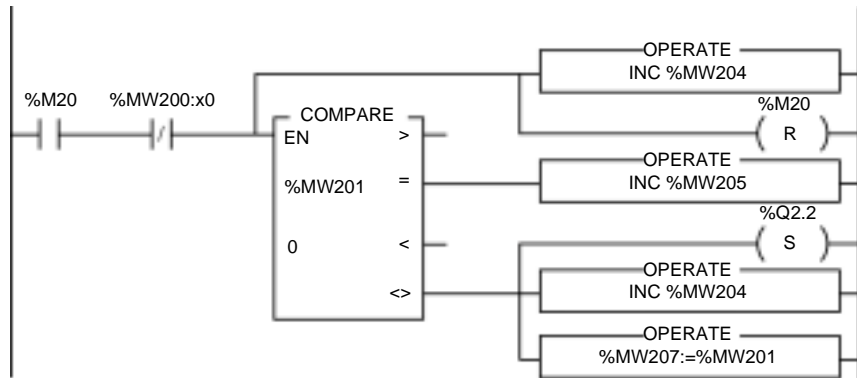 OPERATE
INC %MW204
%M20 %MW200:x0
%M20
COMPARE
EN >
R
OPERATE
%MW201 =
INC %MW205
%Q2.2
0 <
S
OPERATE
<>
INC %MW204
OPERATE
%MW207:=%MW201